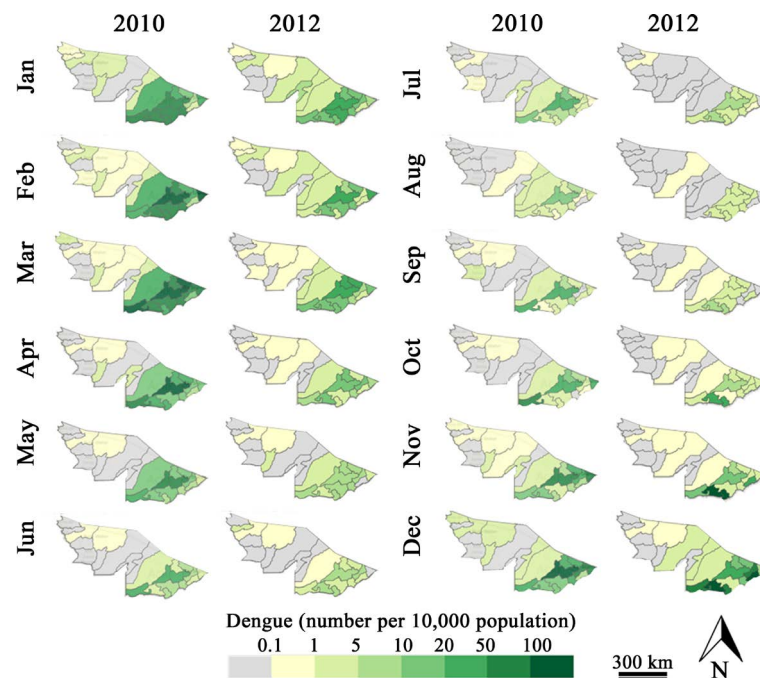 2010 2012 2010 2012
Jan Jul
Feb Aug
Mar Sep
Apr Oct
May Nov
Jun Dec
Dengue (number per 10,000 population)
0.1 1 5 10 20 50 100
300 km
N